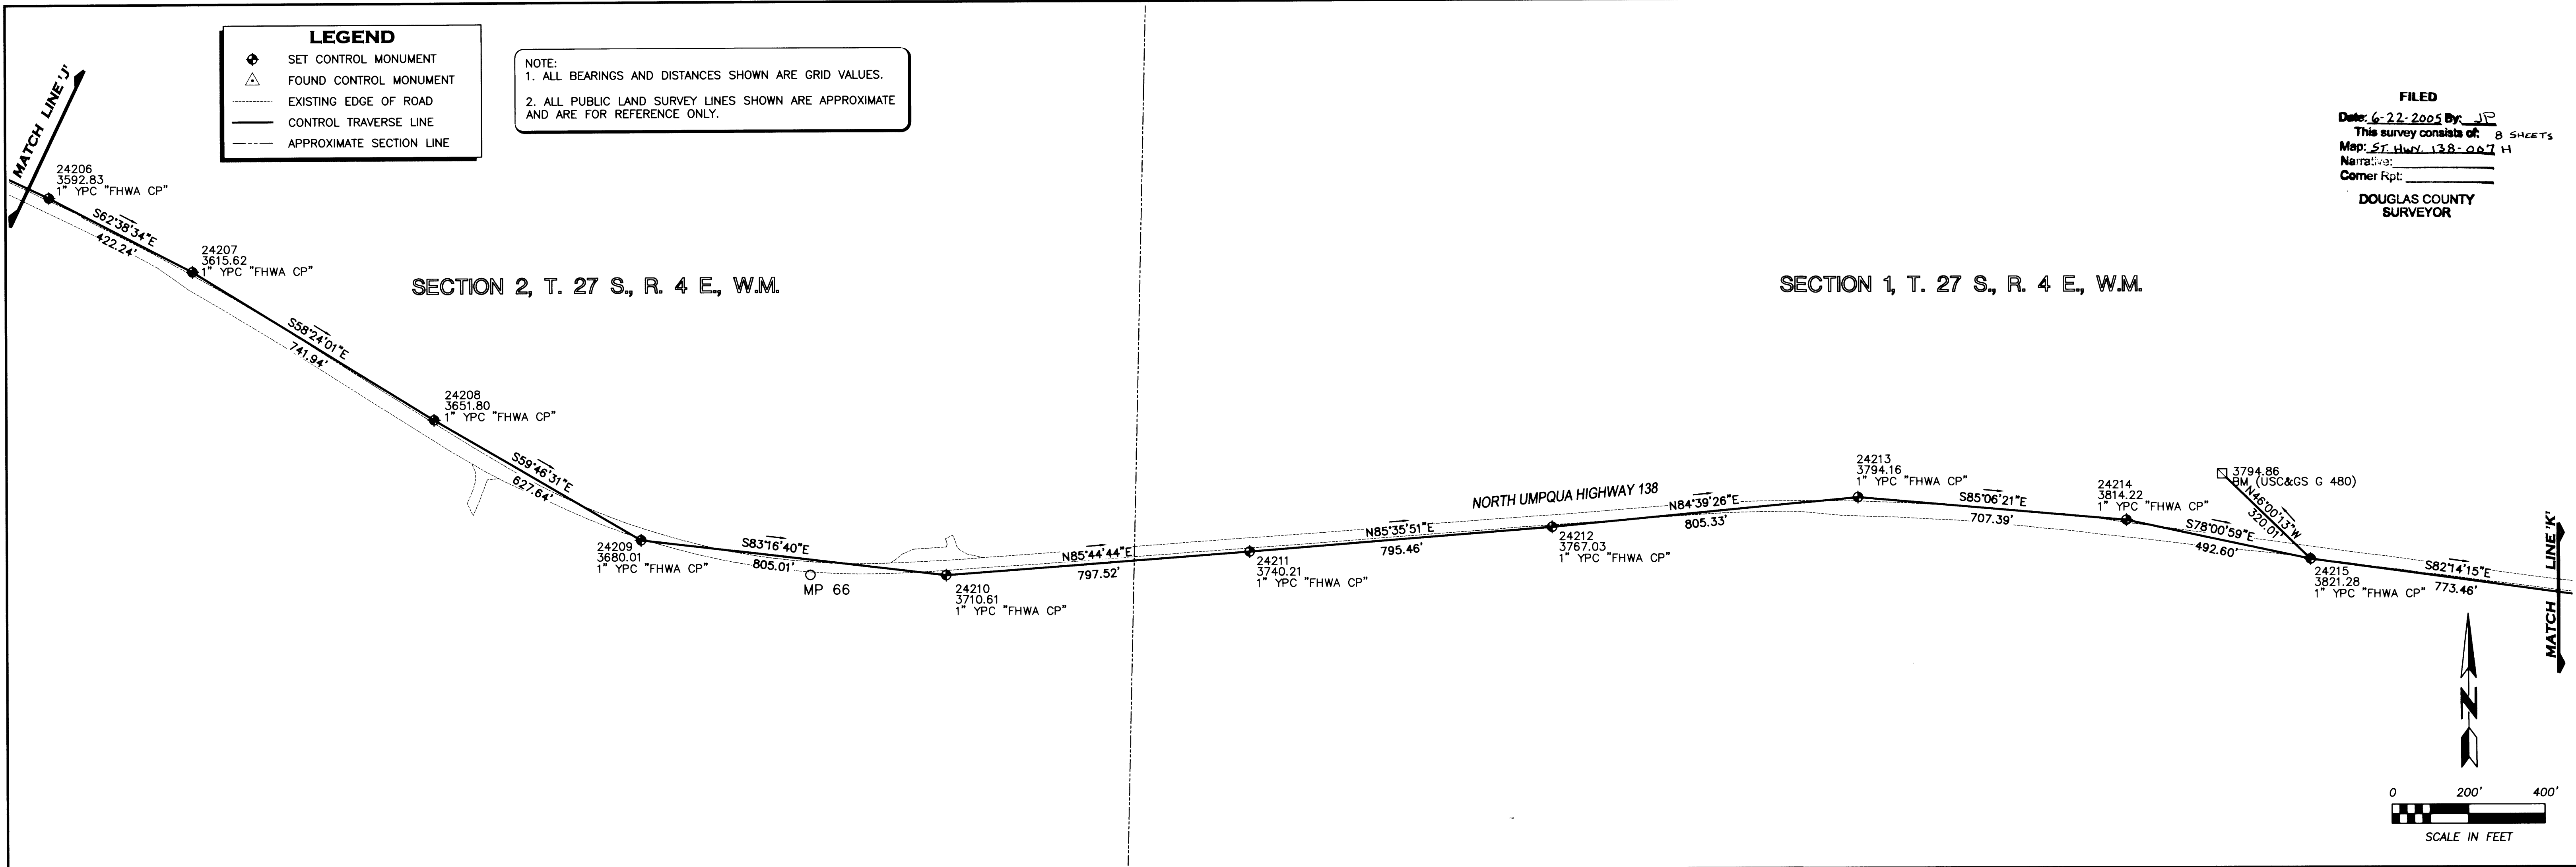 LEGEND
SET CONTROL MONUMENT
FOUND CONTROL MONUMENT
EXISTING EDGE OF ROAD
CONTROL TRAVERSE LINE
APPROXIMATE SECTION LINE
NOTE:
1. ALL BEARINGS AND DISTANCES SHOWN ARE GRID VALUES.
2. ALL PUBLIC LAND SURVEY LINES SHOWN ARE APPROXIMATE
AND ARE FOR REFERENCE ONLY.
FILED
Date: 6-22-2005 By: JP
This survey consists of: 8 SHEETS
Map: ST. HWY. 138-007 H
Narrative:
Corner Rpt:
DOUGLAS COUNTY
SURVEYOR
MATCH LINE 'J'
24206
3592.83
1" YPC "FHWA CP"
S62°38'34"E
422.24'
24207
3615.62
1" YPC "FHWA CP"
SECTION 2, T. 27 S., R. 4 E., W.M.
SECTION 1, T. 27 S., R. 4 E., W.M.
S58°24'01"E
741.94'
24208
3651.80
1" YPC "FHWA CP"
S59°46'31"E
627.64'
24209
3680.01
1" YPC "FHWA CP"
S83°16'40"E
805.01'
MP 66
24210
3710.61
1" YPC "FHWA CP"
N85°44'44"E
797.52'
24211
3740.21
1" YPC "FHWA CP"
N85°35'51"E
795.46'
NORTH UMPQUA HIGHWAY 138
24212
3767.03
1" YPC "FHWA CP"
N84°39'26"E
805.33'
24213
3794.16
1" YPC "FHWA CP"
S85°06'21"E
707.39'
24214
3814.22
1" YPC "FHWA CP"
3794.86
BM (USC&GS G 480)
N46°00'13"W
320.01'
S78°00'59"E
492.60'
24215
3821.28
1" YPC "FHWA CP"
S82°14'15"E
773.46'
MATCH LINE 'K'
N
0 200' 400'
SCALE IN FEET